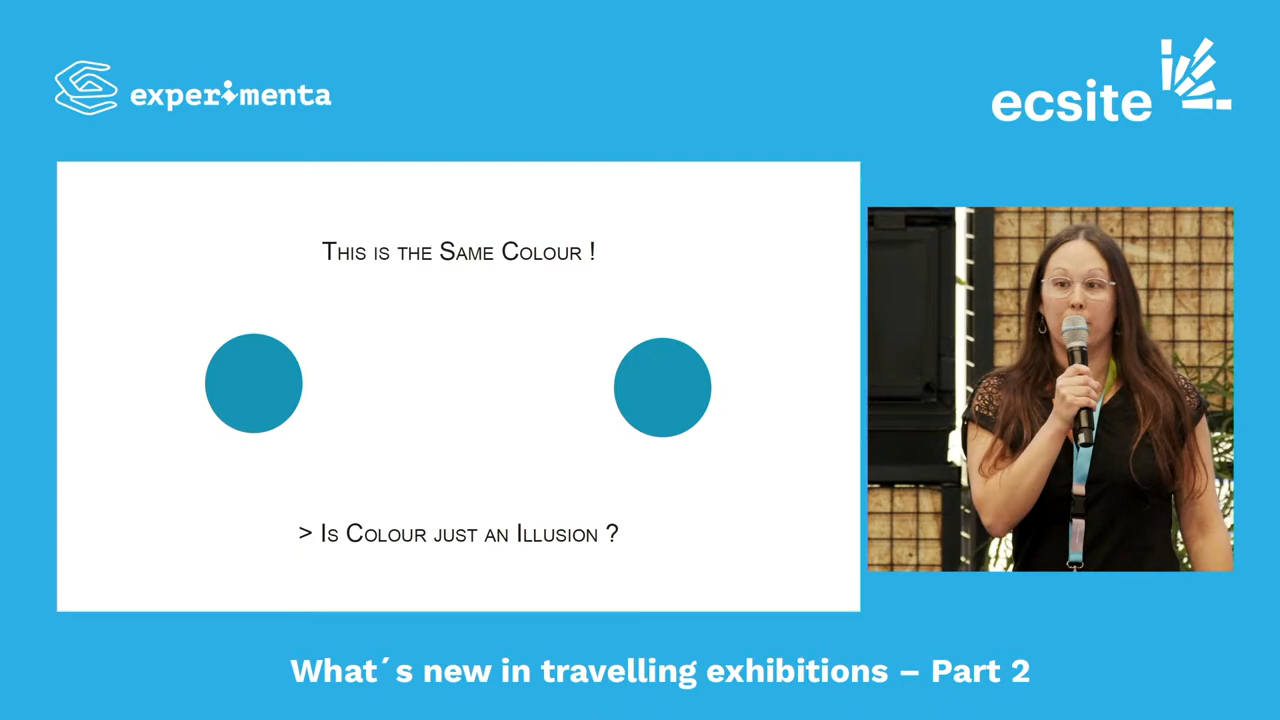 experimenta
ecsite
This is the Same Colour !
> Is Colour just an Illusion ?
What´s new in travelling exhibitions – Part 2